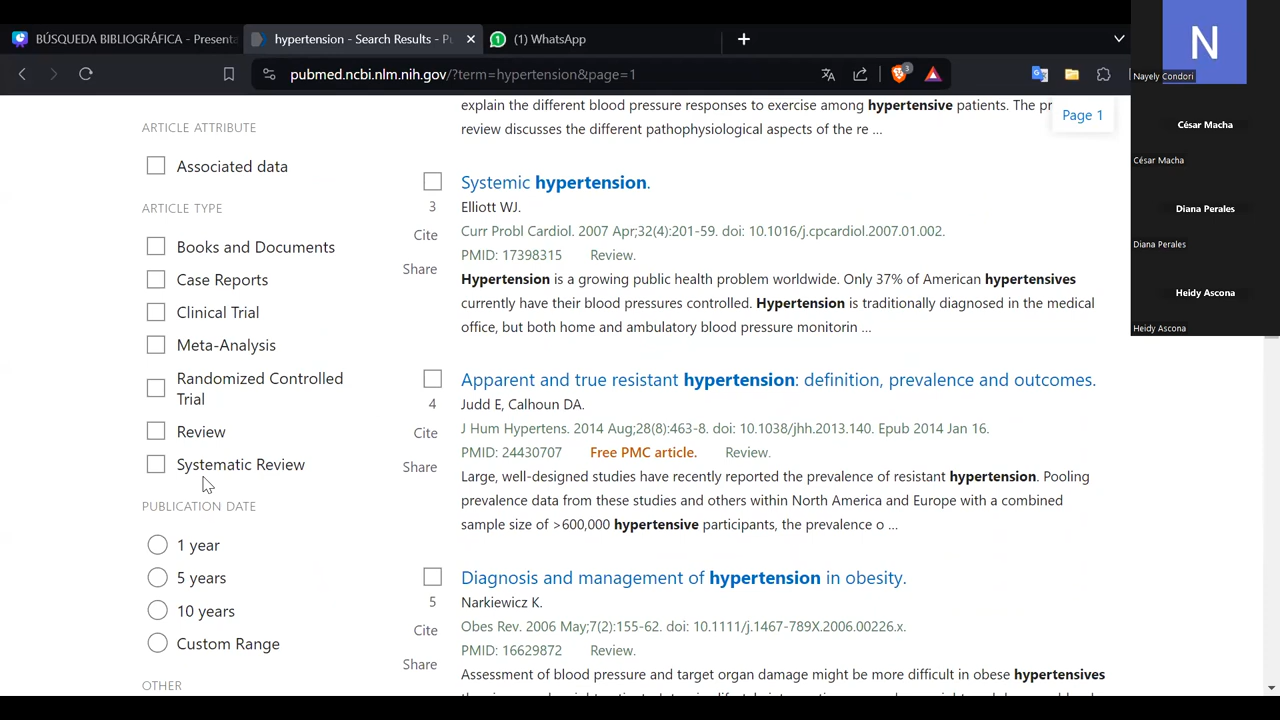 BÚSQUEDA BIBLIOGRÁFICA - Presenta
hypertension - Search Results - Pu
(1) WhatsApp
pubmed.ncbi.nlm.nih.gov/?term=hypertension&page=1
3
N
Nayely Condori
César Macha
César Macha
Diana Perales
Diana Perales
Heidy Ascona
Heidy Ascona
Page 1
ARTICLE ATTRIBUTE
Associated data
ARTICLE TYPE
Books and Documents
Case Reports
Clinical Trial
Meta-Analysis
Randomized Controlled
Trial
Review
Systematic Review
PUBLICATION DATE
1 year
5 years
10 years
Custom Range
OTHER
explain the different blood pressure responses to exercise among hypertensive patients. The pr
review discusses the different pathophysiological aspects of the re ...
3
Cite
Share
Systemic hypertension.
Elliott WJ.
Curr Probl Cardiol. 2007 Apr;32(4):201-59. doi: 10.1016/j.cpcardiol.2007.01.002.
PMID: 17398315 Review.
Hypertension is a growing public health problem worldwide. Only 37% of American hypertensives
currently have their blood pressures controlled. Hypertension is traditionally diagnosed in the medical
office, but both home and ambulatory blood pressure monitorin ...
4
Cite
Share
Apparent and true resistant hypertension: definition, prevalence and outcomes.
Judd E, Calhoun DA.
J Hum Hypertens. 2014 Aug;28(8):463-8. doi: 10.1038/jhh.2013.140. Epub 2014 Jan 16.
PMID: 24430707 Free PMC article. Review.
Large, well-designed studies have recently reported the prevalence of resistant hypertension. Pooling
prevalence data from these studies and others within North America and Europe with a combined
sample size of >600,000 hypertensive participants, the prevalence o ...
5
Cite
Share
Diagnosis and management of hypertension in obesity.
Narkiewicz K.
Obes Rev. 2006 May;7(2):155-62. doi: 10.1111/j.1467-789X.2006.00226.x.
PMID: 16629872 Review.
Assessment of blood pressure and target organ damage might be more difficult in obese hypertensives